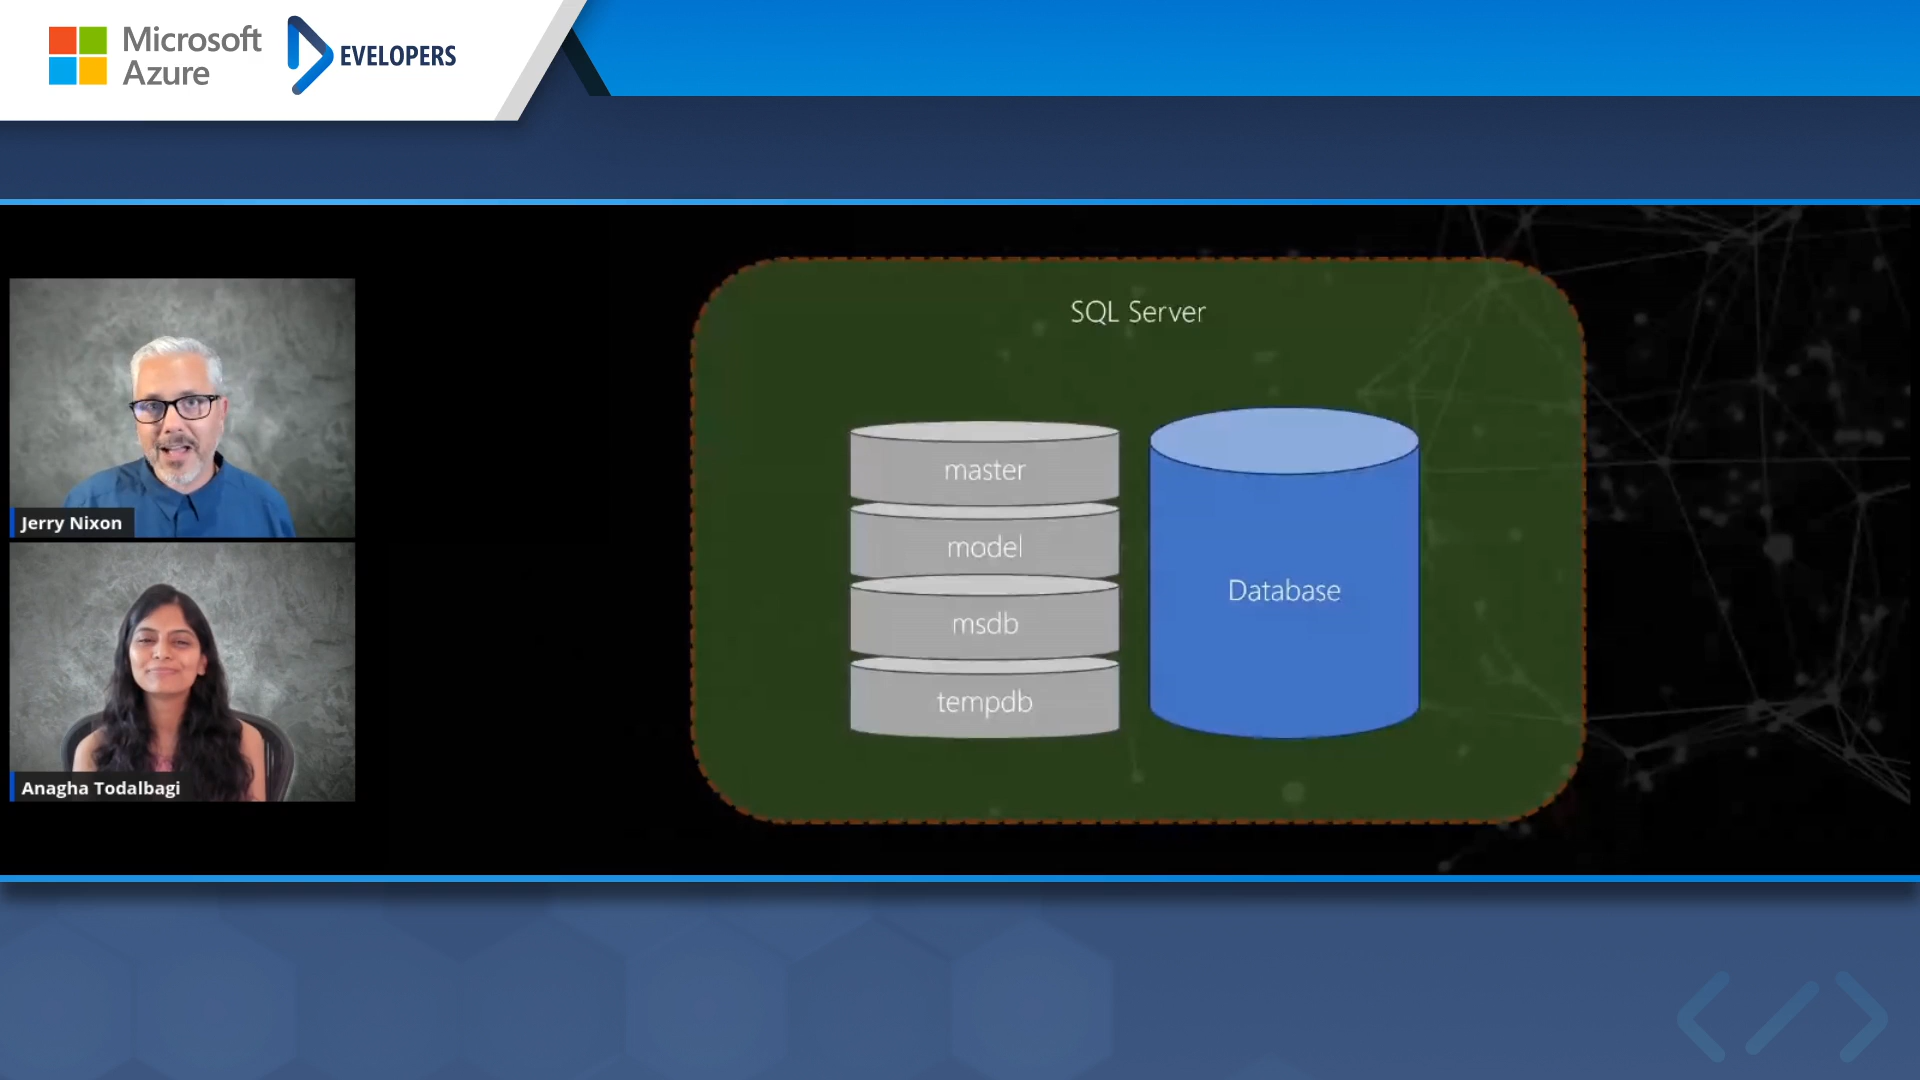 Microsoft
Azure
EVELOPERS
SQL Server
master
model
msdb
tempdb
Database
Jerry Nixon
Anagha Todalbagi